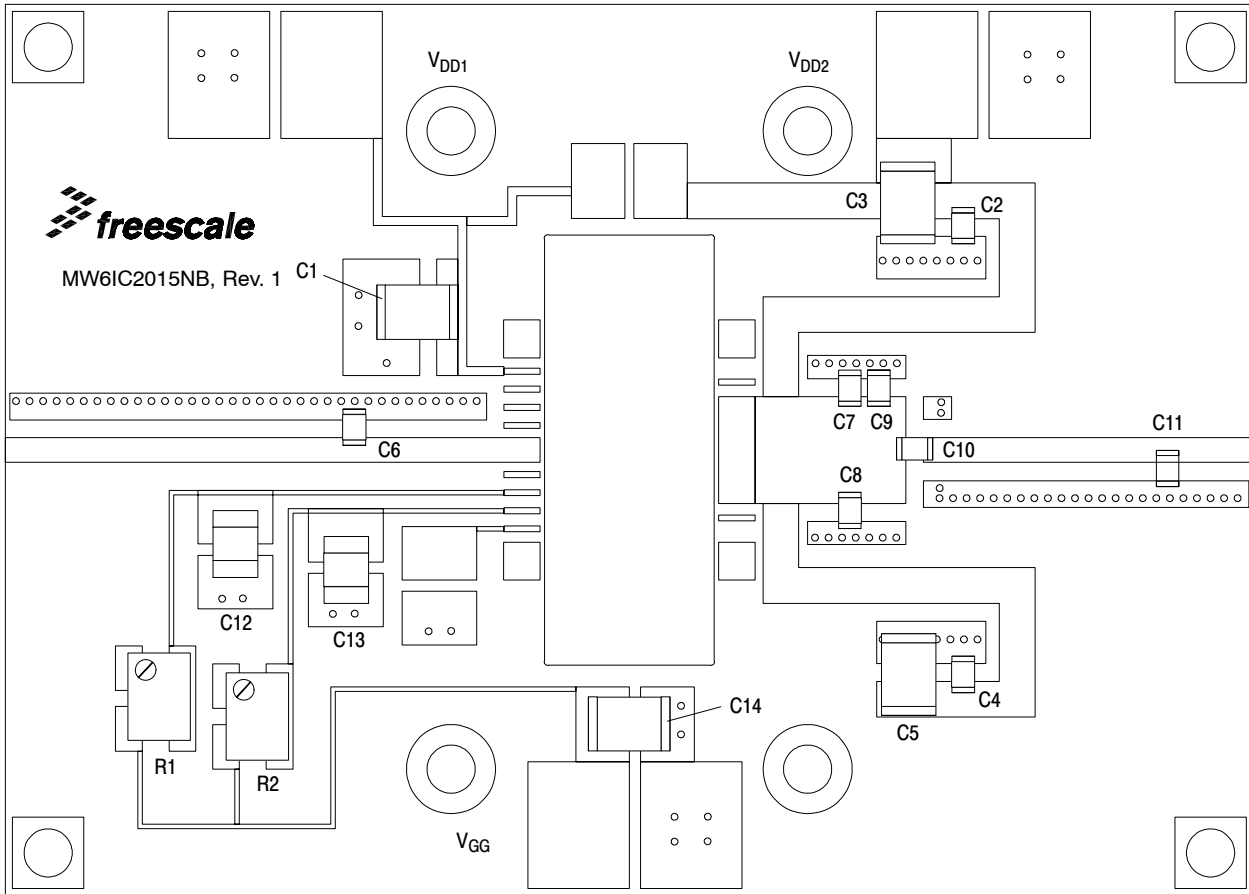 VDD1
VDD2
C3
C2
freescale
MW6IC2015NB, Rev. 1
C1
C7
C9
C11
C6
C10
C8
C12
C13
C14
C4
C5
R1
R2
VGG